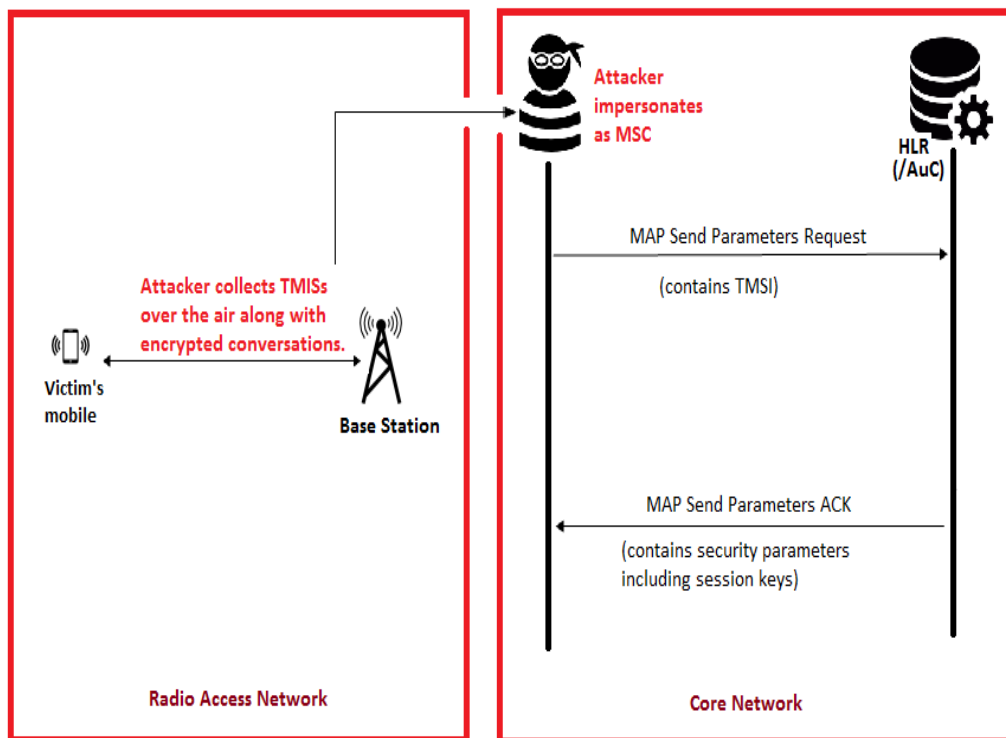 Attacker collects TMISs
over the air along with
encrypted conversations.
Victim's
mobile
Base Station
Radio Access Network
Attacker
impersonates
as MSC
HLR
(/AuC)
MAP Send Parameters Request
(contains TMSI)
MAP Send Parameters ACK
(contains security parameters
including session keys)
Core Network